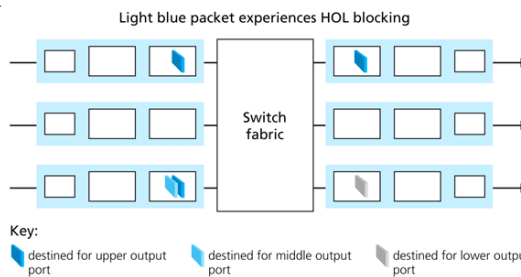 Light blue packet experiences HOL blocking
Switch
fabric
Key:
destined for upper output
port
destined for middle output
port
destined for lower output
port